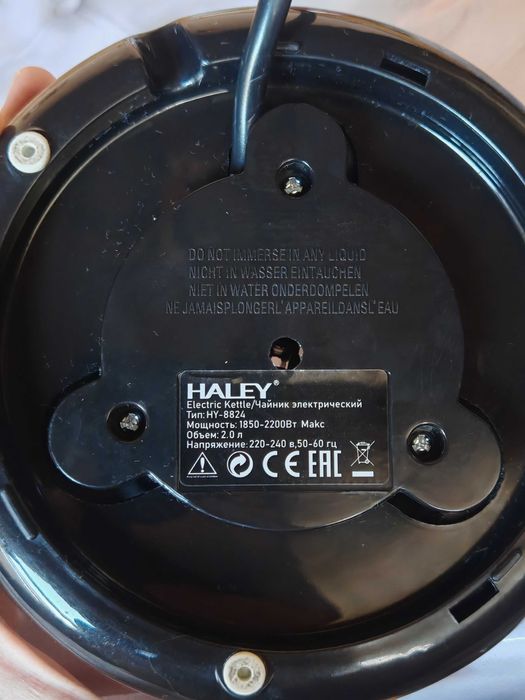 DO NOT IMMERSE IN ANY LIQUID
NICHT IN WASSER EINTAUCHEN
NIET IN WATER ONDERDOMPELEN
NE JAMAISPLONGERL'APPAREILDANSL'EAU
HALEY®
Electric Kettle/Чайник электрический
Тип: HY-8824
Мощность: 1850-2200Вт Макс
Объем: 2.0 л
Напряжение: 220-240 в,50-60 гц
CE EAC